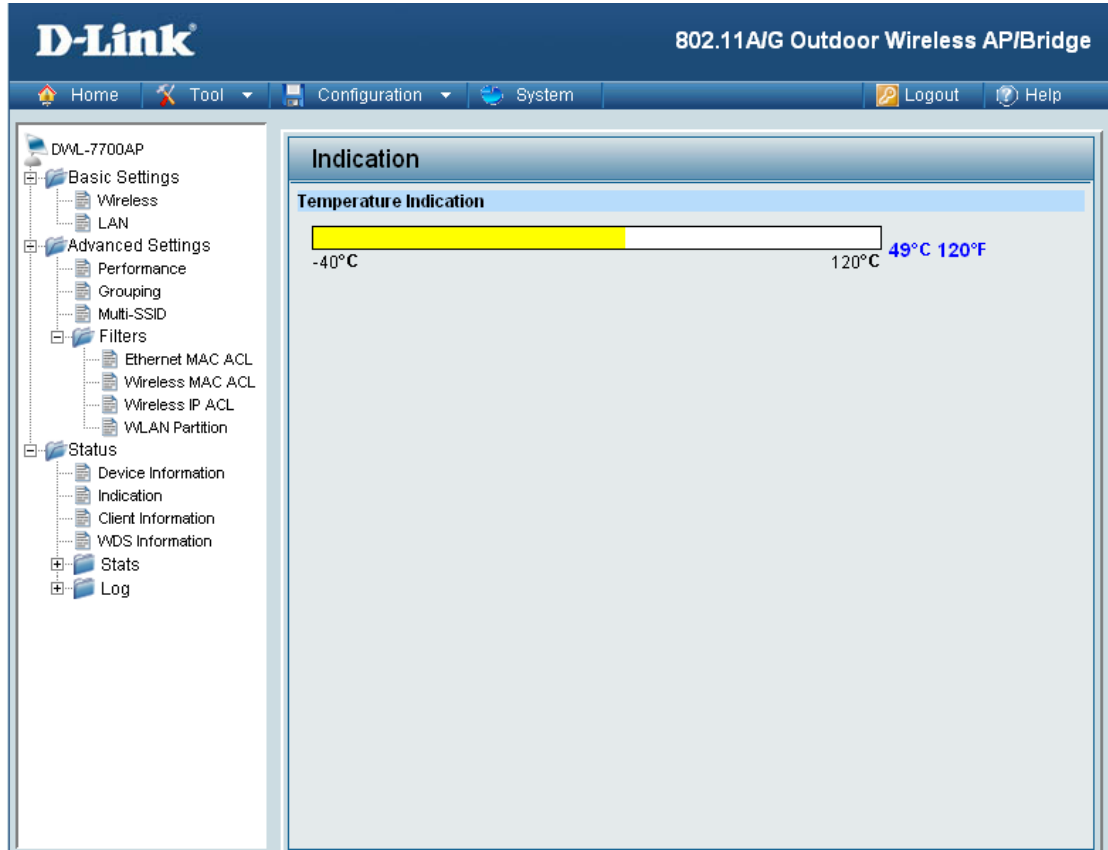 D-Link
802.11A/G Outdoor Wireless AP/Bridge
Home Tool Configuration System Logout Help
DWL-7700AP
Basic Settings
Wireless
LAN
Advanced Settings
Performance
Grouping
Multi-SSID
Filters
Ethernet MAC ACL
Wireless MAC ACL
Wireless IP ACL
WLAN Partition
Status
Device Information
Indication
Client Information
WDS Information
Stats
Log
Indication
Temperature Indication
-40°C 120°C 49°C 120°F